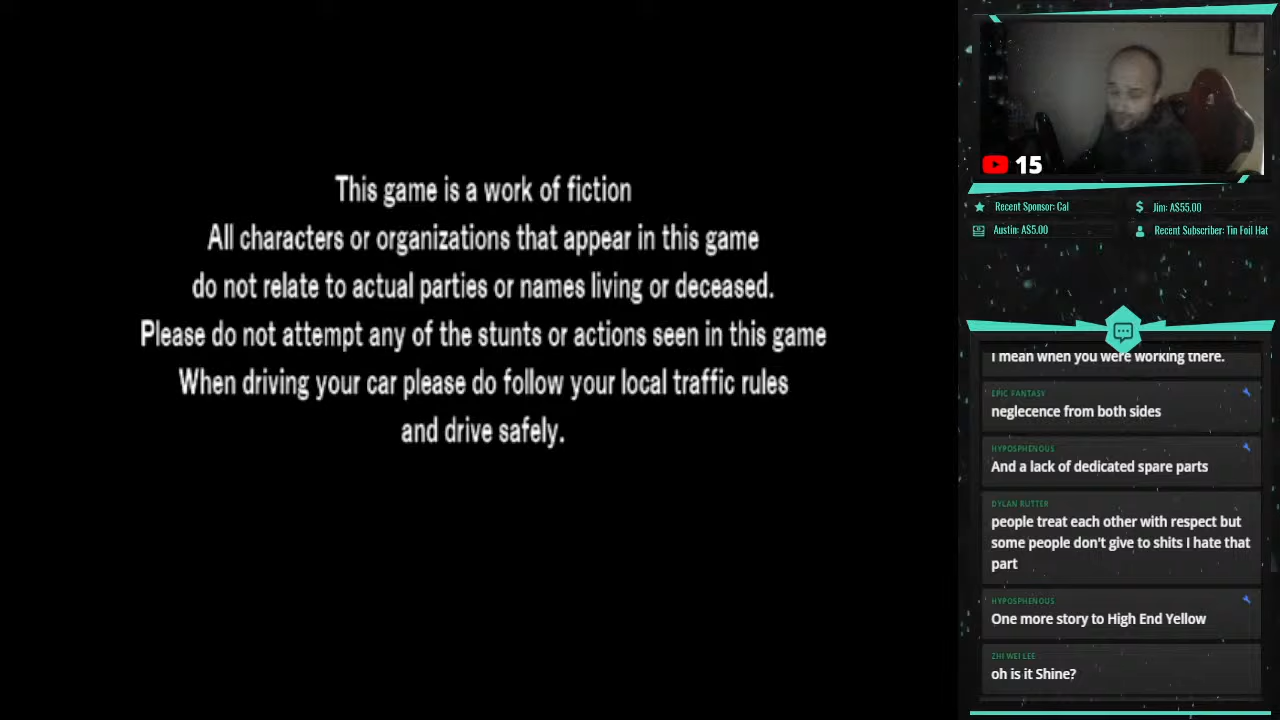 This game is a work of fiction
All characters or organizations that appear in this game
do not relate to actual parties or names living or deceased.
Please do not attempt any of the stunts or actions seen in this game
When driving your car please do follow your local traffic rules
and drive safely.
15
Recent Sponsor: Cal
Jim: A$55.00
Austin: A$5.00
Recent Subscriber: Tin Foil Hat
I mean when you were working there.
EPIC FANTASY
neglecence from both sides
HYPOSPHENOUS
And a lack of dedicated spare parts
DYLAN RUTTER
people treat each other with respect but
some people don't give to shits I hate that
part
HYPOSPHENOUS
One more story to High End Yellow
ZHI WEI LEE
oh is it Shine?